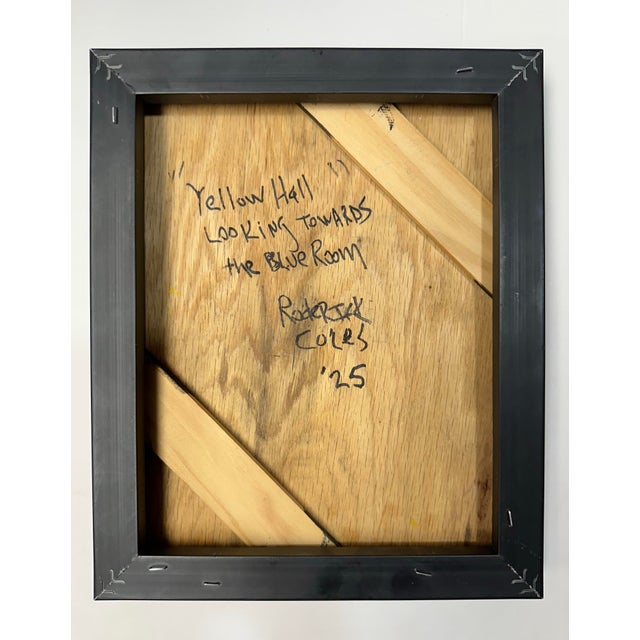 "Yellow Hall"
LOOKING TOWARDS
the BLUE ROOM
RODERICK
COLES
'25